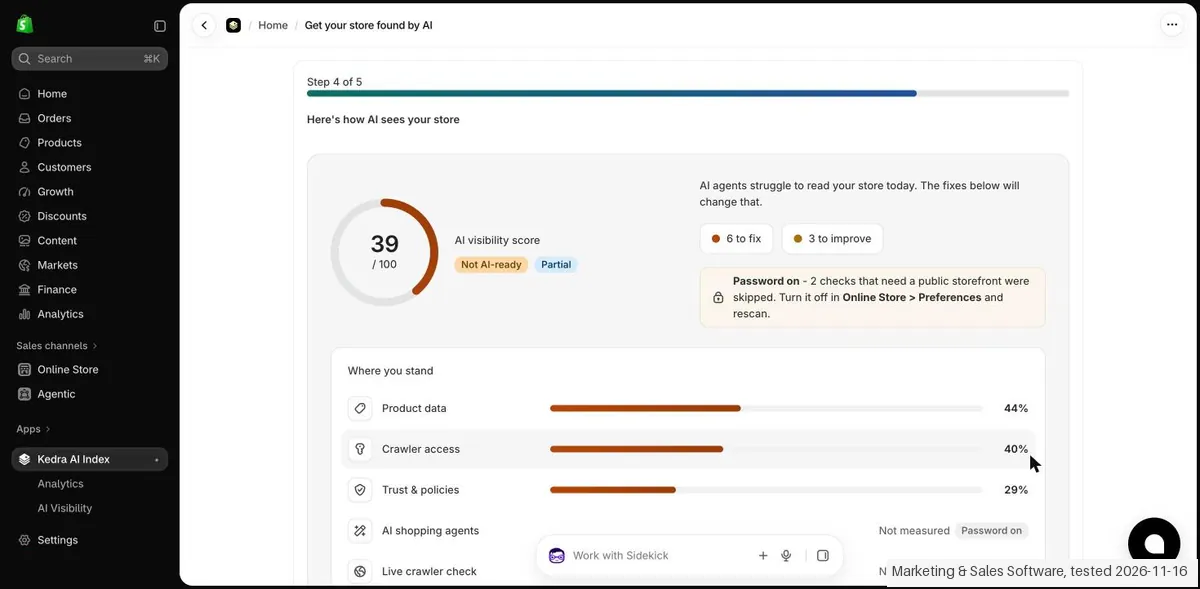 Search ⌘K
Home
Orders
Products
Customers
Growth
Discounts
Content
Markets
Finance
Analytics
Sales channels
Online Store
Agentic
Apps
Kedra AI Index
Analytics
AI Visibility
Settings
/ Home / Get your store found by AI
Step 4 of 5
Here's how AI sees your store
39
/ 100
AI visibility score
Not AI-ready Partial
AI agents struggle to read your store today. The fixes below will
change that.
6 to fix 3 to improve
Password on - 2 checks that need a public storefront were
skipped. Turn it off in Online Store > Preferences and
rescan.
Where you stand
Product data 44%
Crawler access 40%
Trust & policies 29%
AI shopping agents Not measured Password on
Live crawler check
Work with Sidekick
Marketing & Sales Software, tested 2026-11-16